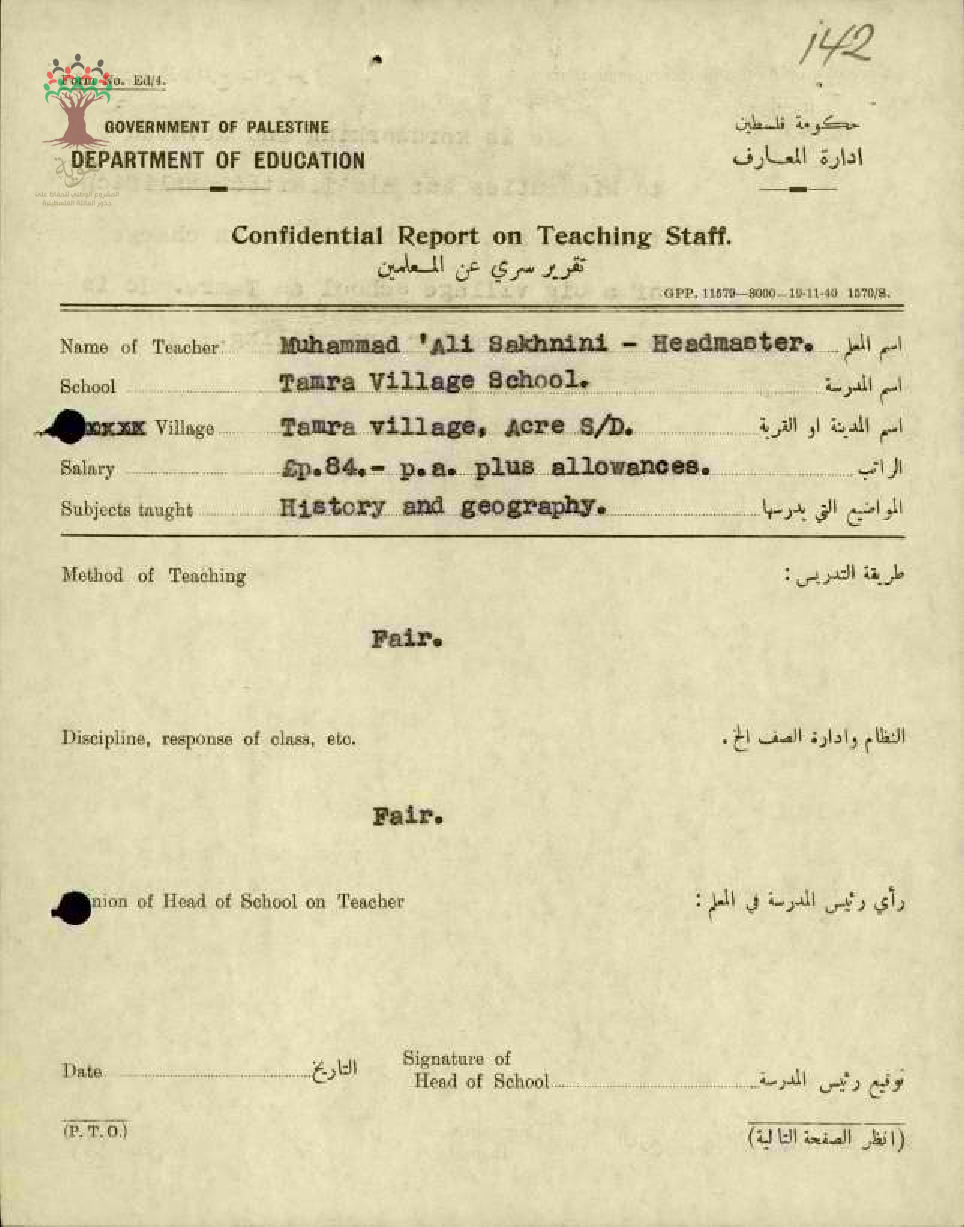 142
Form No. Ed/4.
GOVERNMENT OF PALESTINE
حكومة فلسطين
DEPARTMENT OF EDUCATION
ادارة المعارف
Confidential Report on Teaching Staff.
تقرير سري عن المعلمين
GPP. 11579—8000—19-11-40 1570/S.
Name of Teacher Muhammad 'Ali Sakhnini - Headmaster. اسم المعلم
School Tamra Village School. اسم المدرسة
xxxx Village Tamra village, Acre S/D. اسم المدينة او القرية
Salary £p.84.- p.a. plus allowances. الراتب
Subjects taught History and geography. المواضيع التي يدرسها
Method of Teaching طريقة التدريس :
Fair.
Discipline, response of class, etc. النظام وادارة الصف الخ .
Fair.
nion of Head of School on Teacher رأي رئيس المدرسة في المعلم :
Date التاريخ
Signature of
Head of School توقيع رئيس المدرسة
(P. T. O.) (انظر الصفحة التالية)